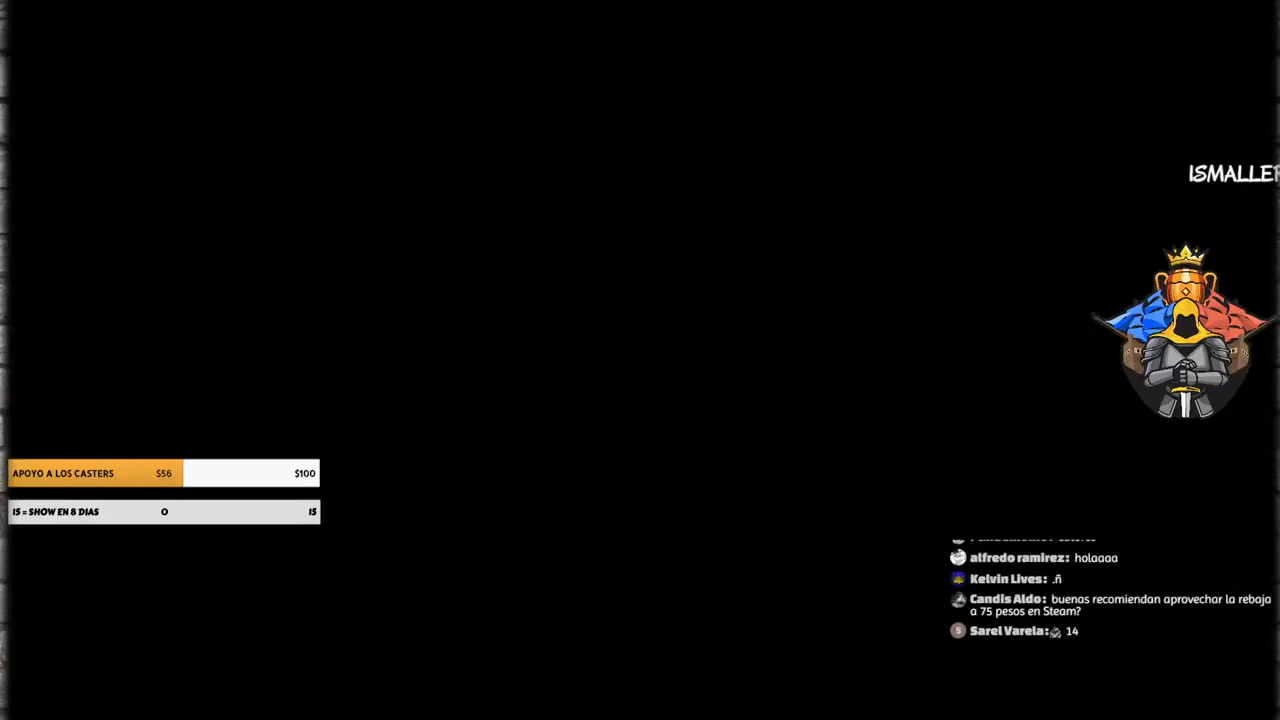 ISMALLER
APOYO A LOS CASTERS $56 $100
15 = SHOW EN 8 DIAS 0 15
alfredo ramirez: holaaaa
Kelvin Lives: .ñ
Candis Aldo: buenas recomiendan aprovechar la rebaja
a 75 pesos en Steam?
S Sarel Varela: 14